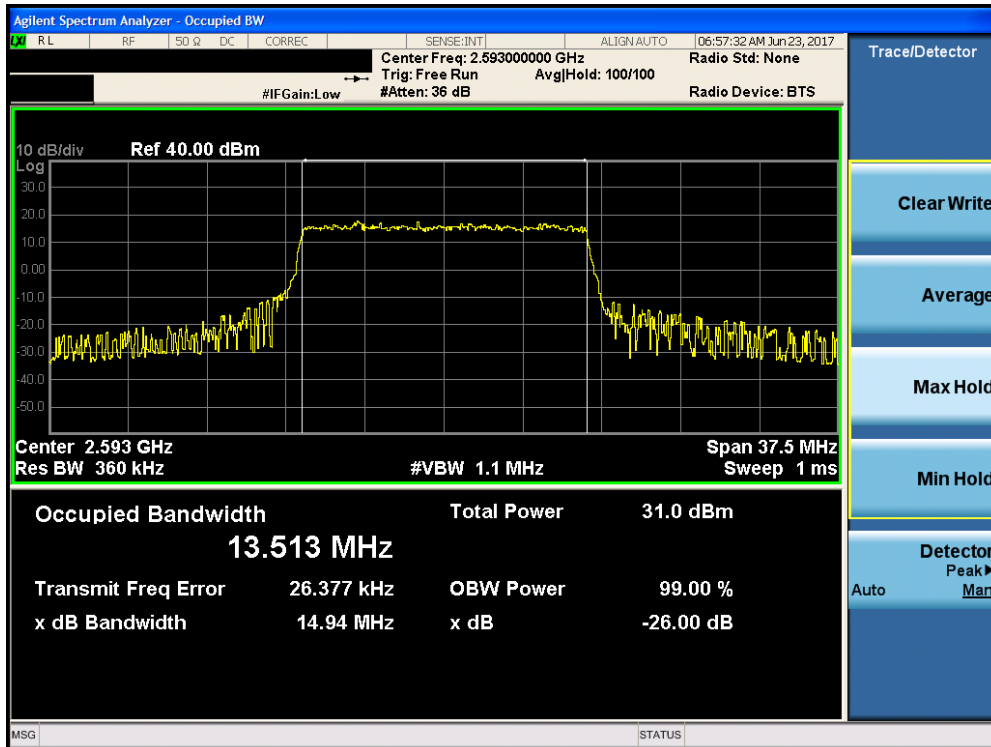 Agilent Spectrum Analyzer - Occupied BW
LXI RL RF 50 Ω DC CORREC SENSE:INT ALIGN AUTO 06:57:32 AM Jun 23, 2017
Center Freq: 2.593000000 GHz Radio Std: None
Trig: Free Run Avg|Hold: 100/100
#IFGain:Low #Atten: 36 dB Radio Device: BTS
Trace/Detector
10 dB/div Ref 40.00 dBm
Log
30.0
20.0
10.0
0.00
-10.0
-20.0
-30.0
-40.0
-50.0
Center 2.593 GHz Span 37.5 MHz
Res BW 360 kHz #VBW 1.1 MHz Sweep 1 ms
Occupied Bandwidth Total Power 31.0 dBm
13.513 MHz
Transmit Freq Error 26.377 kHz OBW Power 99.00 %
x dB Bandwidth 14.94 MHz x dB -26.00 dB
Clear Write
Average
Max Hold
Min Hold
Detector
Peak▶
Auto Man
MSG STATUS